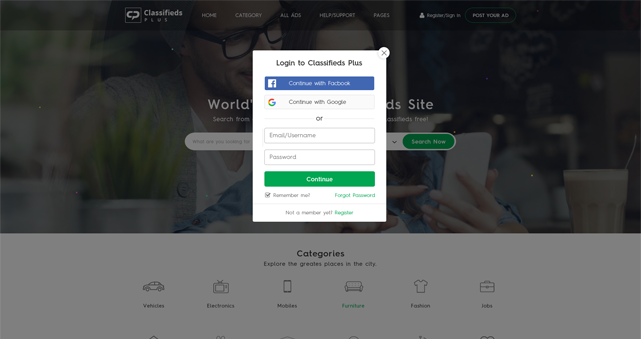 Classifieds
PLUS
HOME
CATEGORY
ALL ADS
HELP/SUPPORT
PAGES
Register/Sign in
POST YOUR AD
Login to Classifieds Plus
Continue with Facbook
Continue with Google
or
Email/Username
Password
Continue
Remember me!
Forgot Password
Not a member yet? Register
World'
ds Site
Search from
Classifieds free!
What are you looking for
Search Now
Categories
Explore the greates places in the city.
Vehicles
Electronics
Mobiles
Furniture
Fashion
Jobs